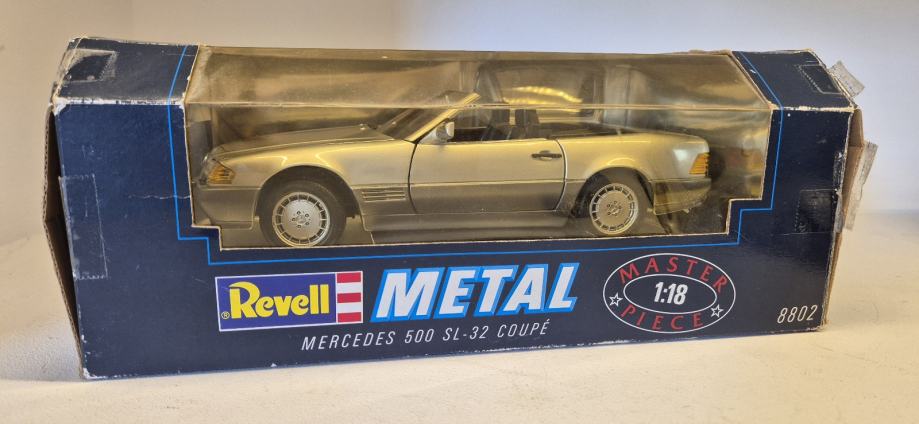 ® Revell METAL
MASTER
1:18
PIECE
MERCEDES 500 SL-32 COUPÉ
8802